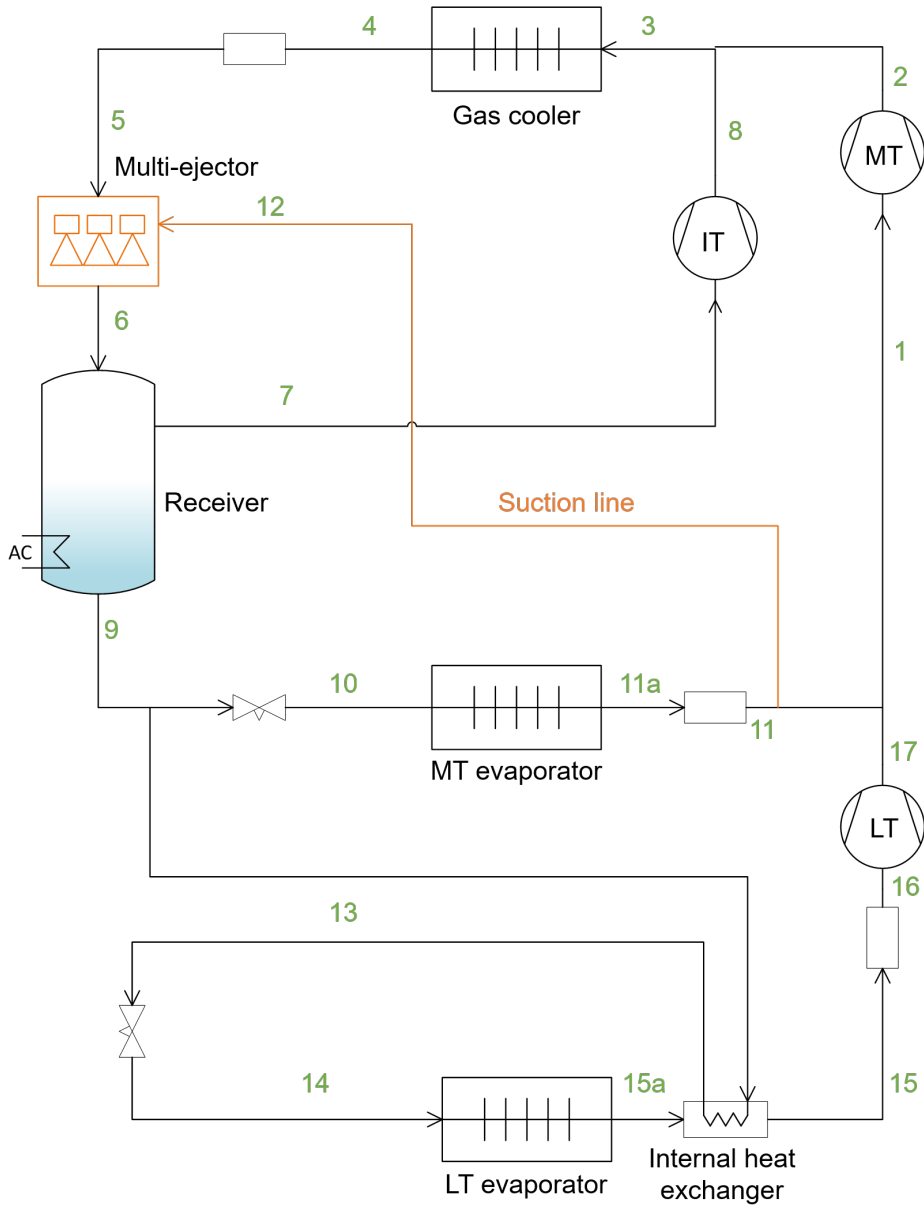 4
3
2
Gas cooler
5
8
MT
Multi-ejector
12
IT
6
1
7
Receiver
Suction line
AC
9
10
11a
11
MT evaporator
17
LT
16
13
14
15a
15
Internal heat
exchanger
LT evaporator